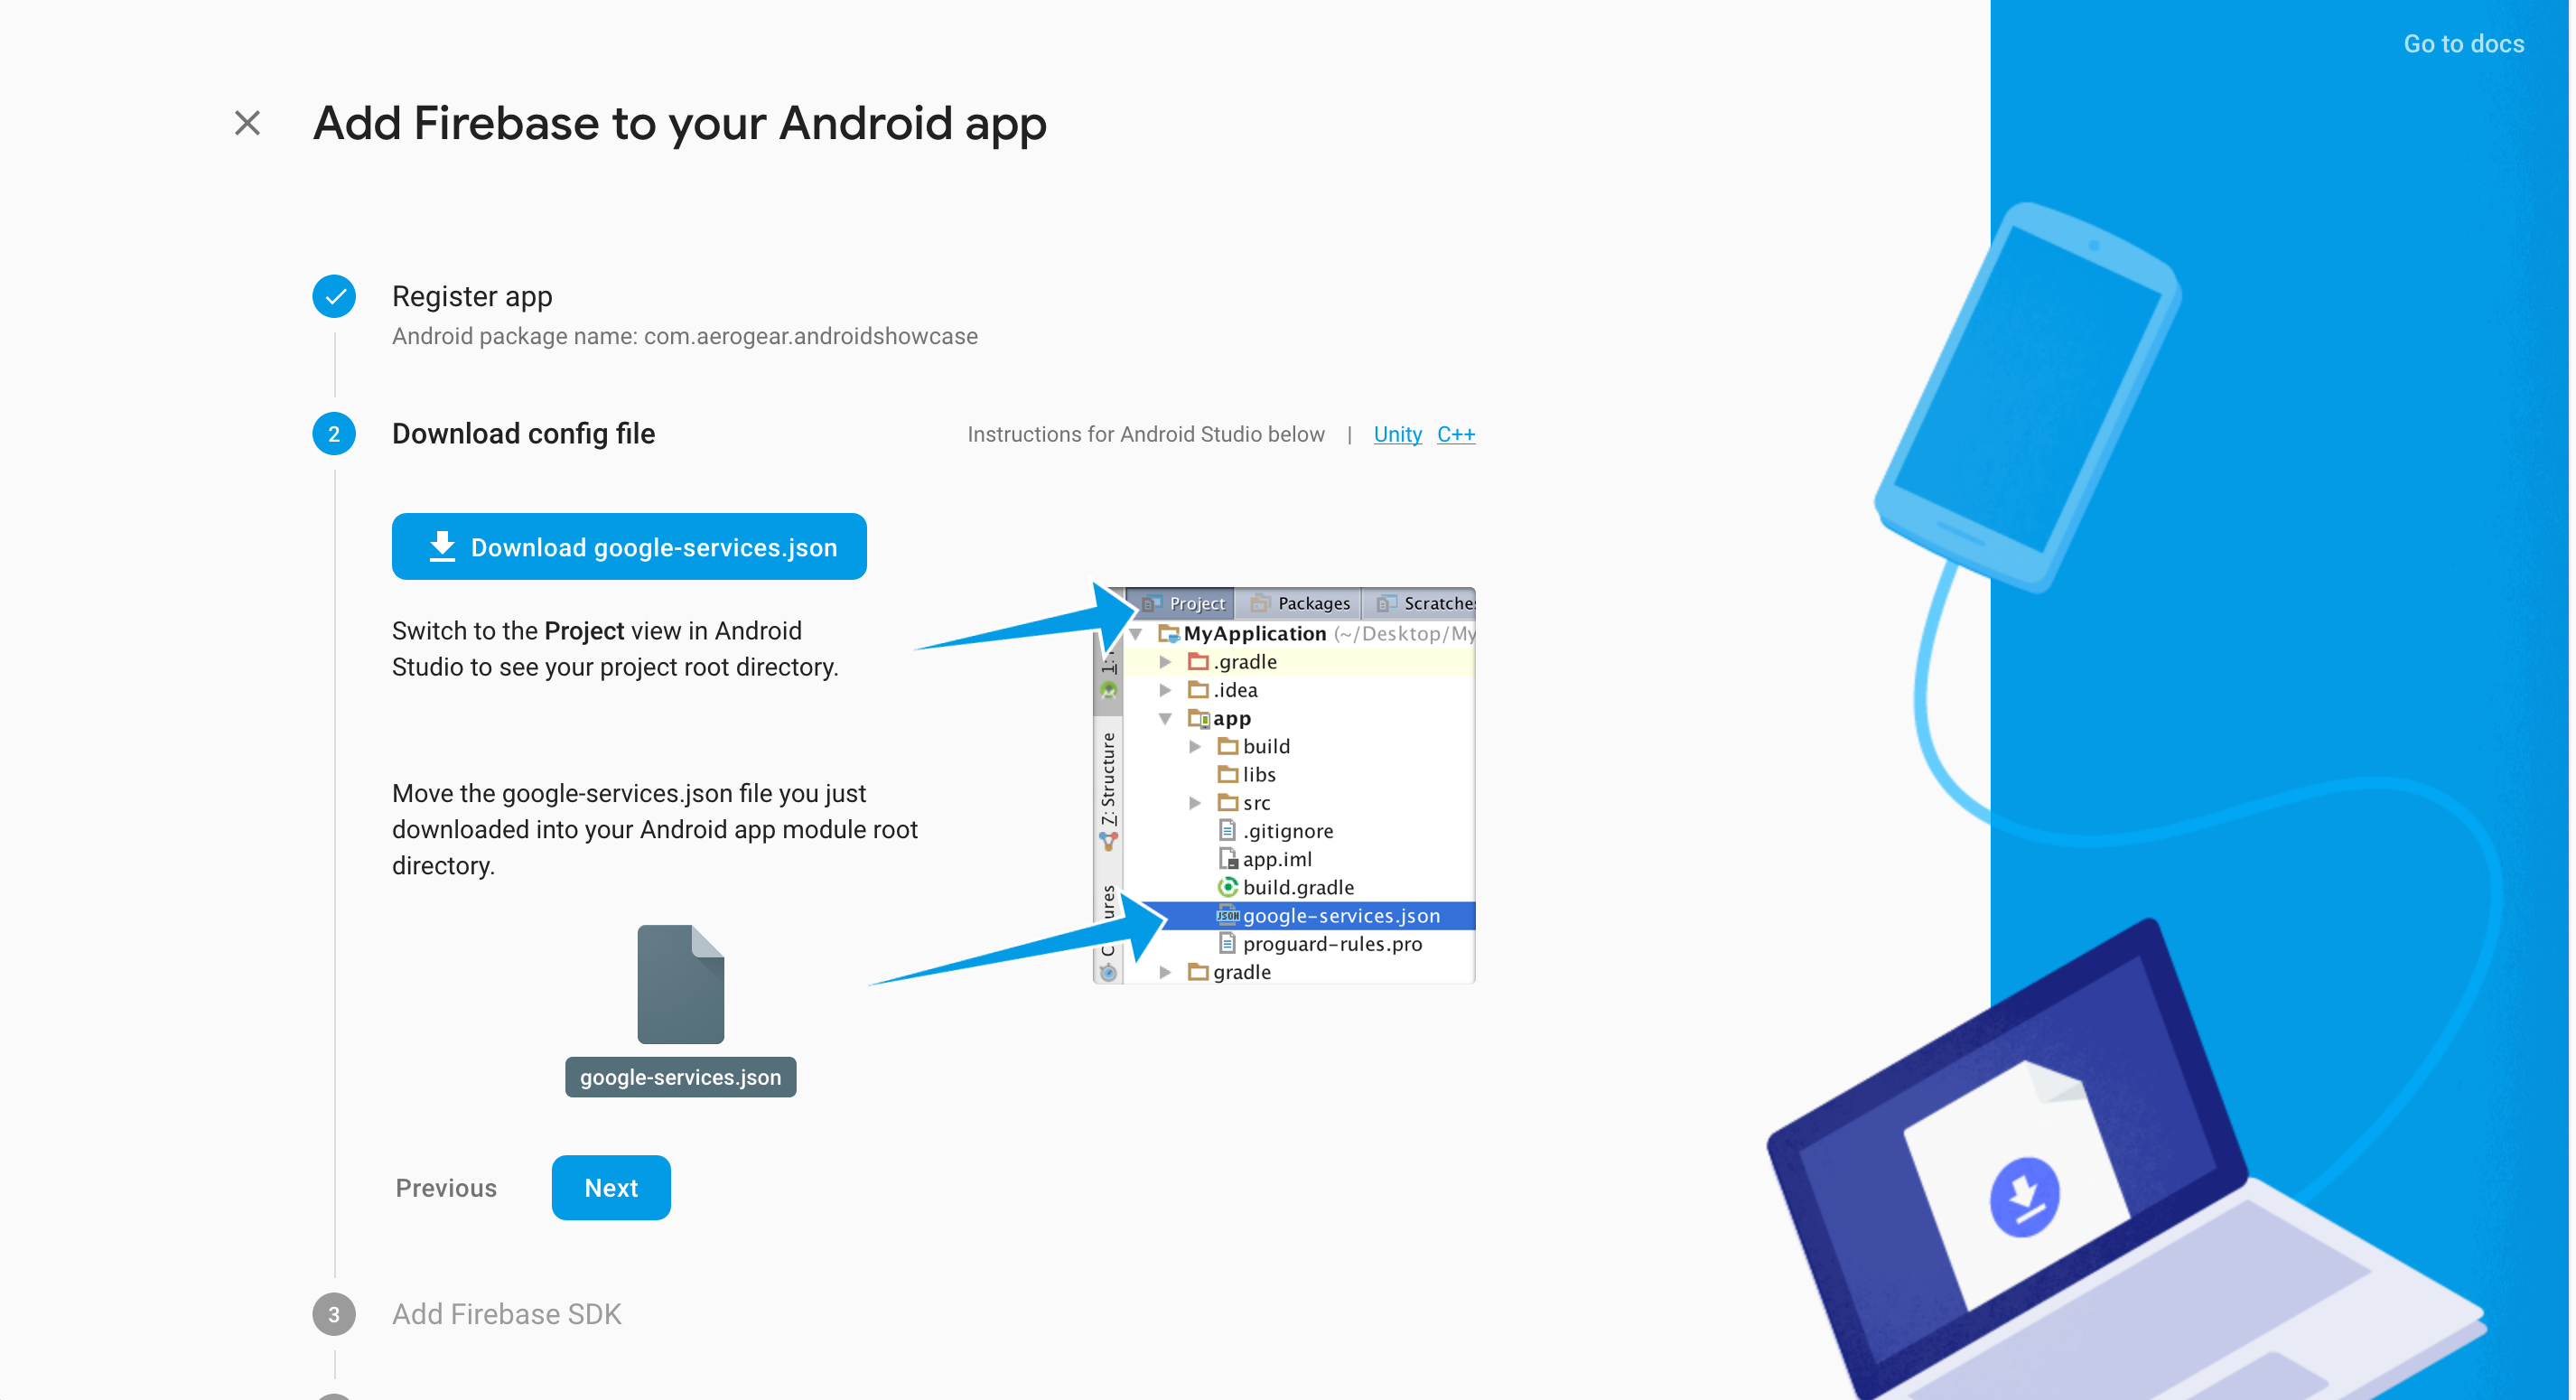 Go to docs
Add Firebase to your Android app
Register app
Android package name: com.aerogear.androidshowcase
2
Download config file
Instructions for Android Studio below | Unity C++
Download google-services.json
Switch to the Project view in Android
Studio to see your project root directory.
Move the google-services.json file you just
downloaded into your Android app module root
directory.
google-services.json
Project Packages Scratches
MyApplication (~/Desktop/My
.gradle
.idea
app
build
libs
src
.gitignore
app.iml
build.gradle
JSON google-services.json
proguard-rules.pro
gradle
1:
Z: Structure
Previous
Next
3
Add Firebase SDK